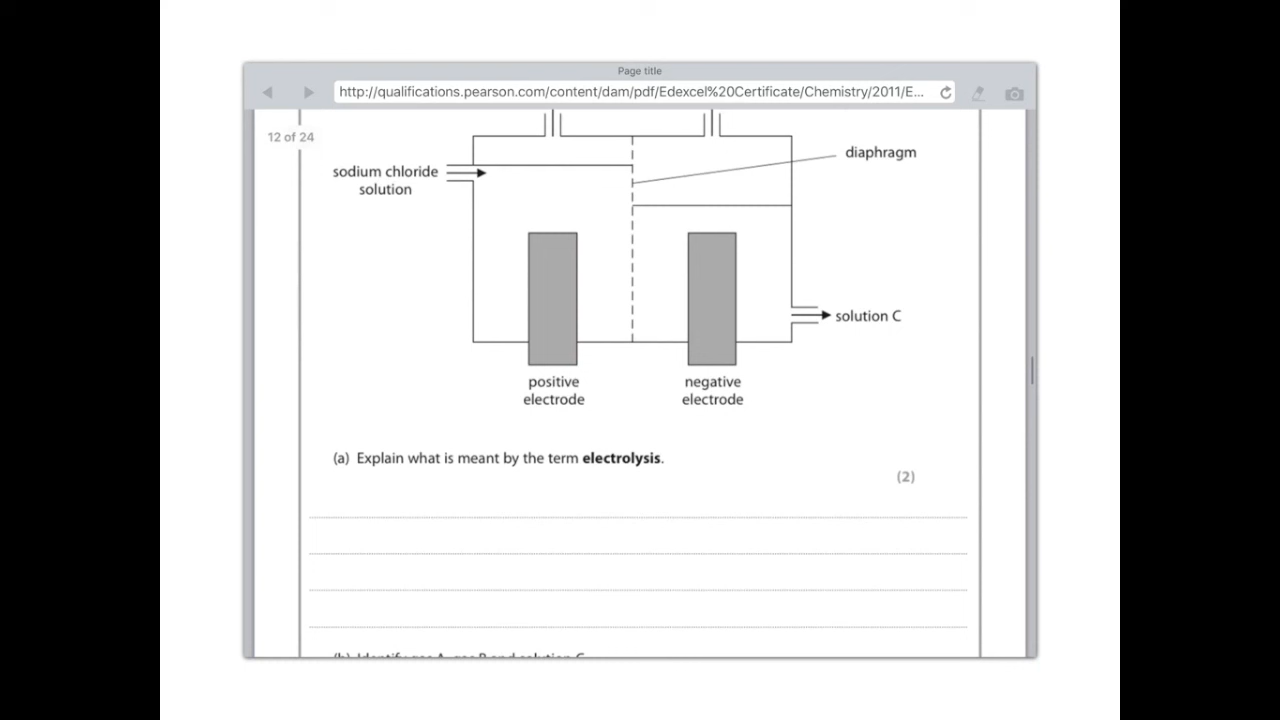 Page title
http://qualifications.pearson.com/content/dam/pdf/Edexcel%20Certificate/Chemistry/2011/E...
12 of 24
diaphragm
sodium chloride
solution
solution C
positive
electrode
negative
electrode
(a) Explain what is meant by the term electrolysis.
(2)